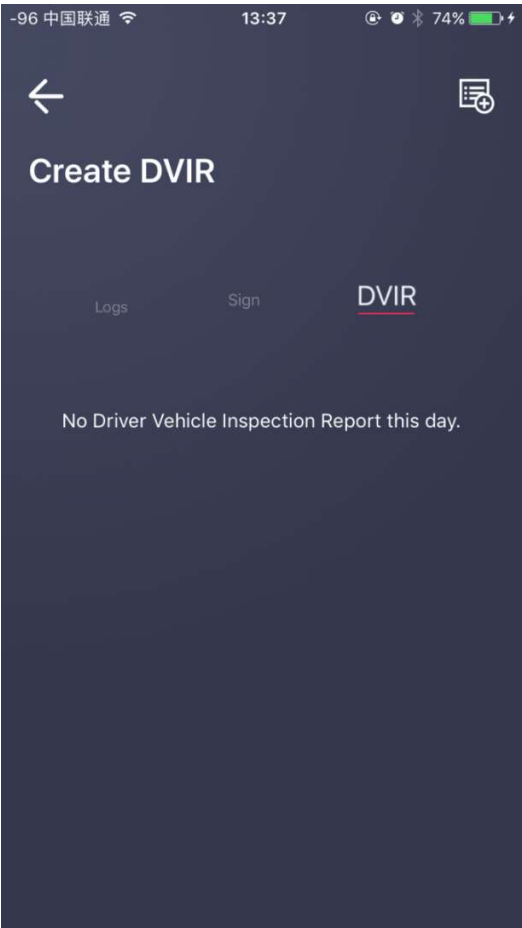 -96 中国联通 13:37 74%
Create DVIR
Logs Sign DVIR
No Driver Vehicle Inspection Report this day.